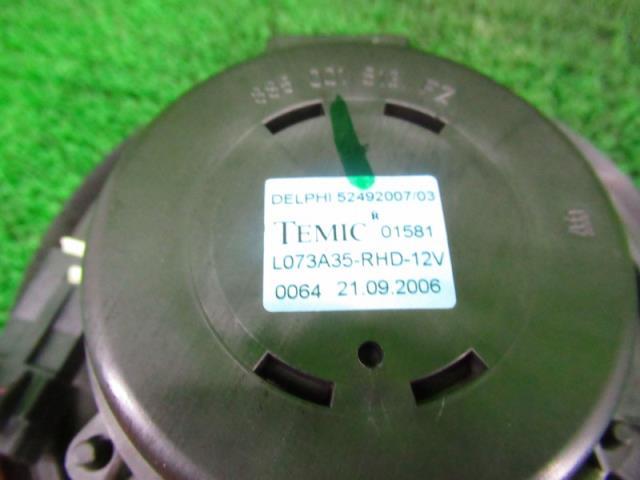 DELPHI 52492007/03
TEMIC ® 01581
L073A35-RHD-12V
0064 21.09.2006